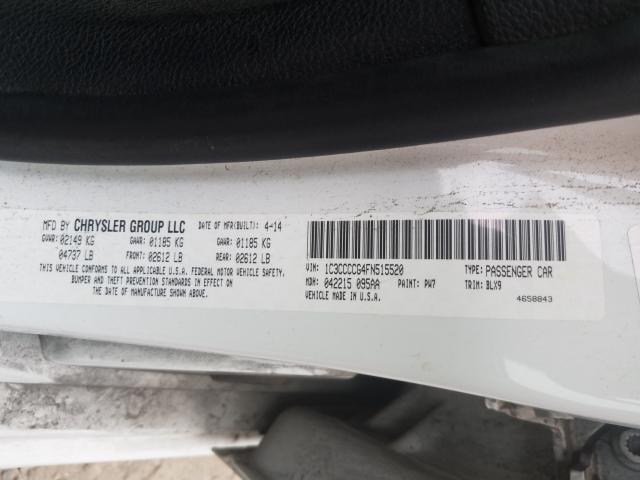 MFD BY CHRYSLER GROUP LLC DATE OF MFR(BUILT): 4-14
GVWR: 02149 KG GAWR: 01185 KG GAWR: 01185 KG
04737 LB FRONT: 02612 LB REAR: 02612 LB
THIS VEHICLE CONFORMS TO ALL APPLICABLE U.S.A. FEDERAL MOTOR VEHICLE SAFETY,
BUMPER AND THEFT PREVENTION STANDARDS IN EFFECT
ON THE DATE OF MANUFACTURE SHOWN ABOVE.
VIN: 1C3CCCCG4FN515520 TYPE: PASSENGER CAR
MDH: 042215 095AA PAINT: PW7 TRIM: BLX9
VEHICLE MADE IN U.S.A. 4658843